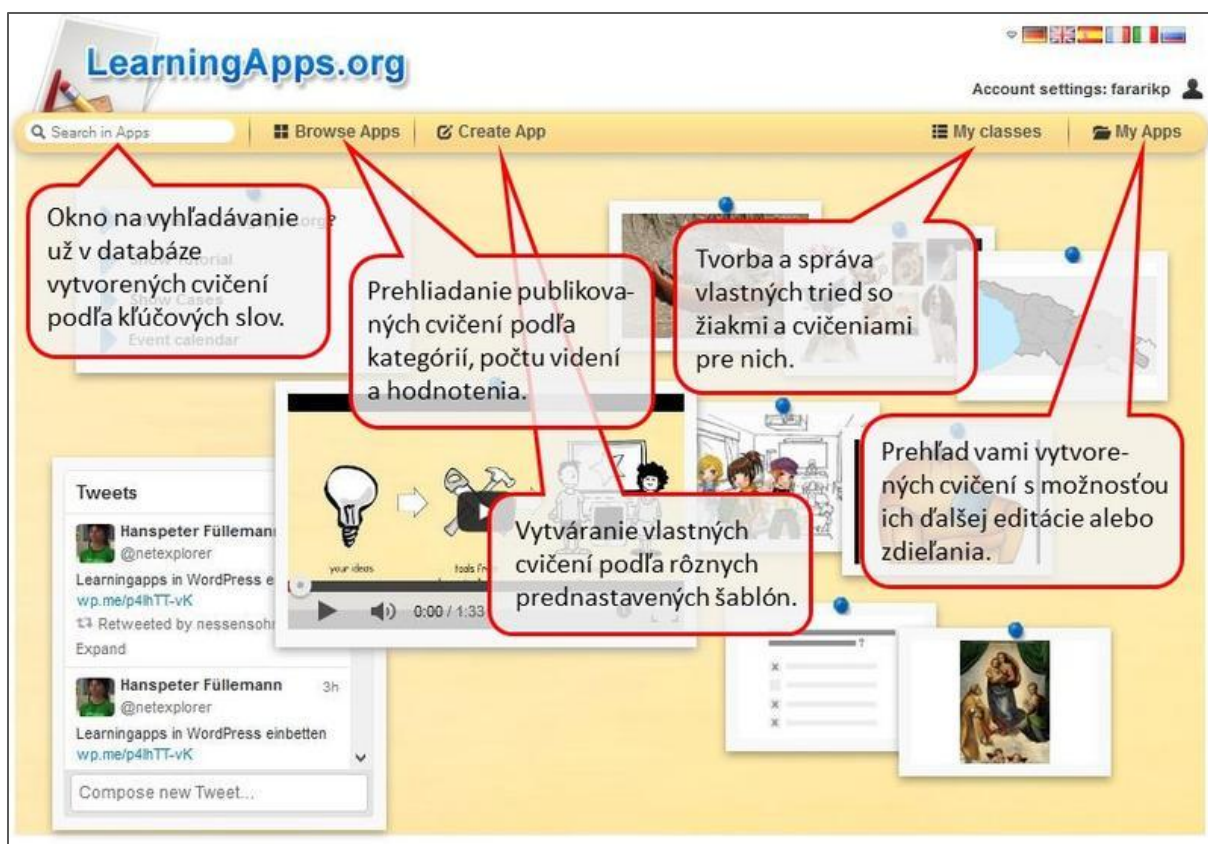 LearningApps.org
Account settings: fararikp
Search in Apps
Browse Apps
Create App
My classes
My Apps
Okno na vyhľadávanie
už v databáze
vytvorených cvičení
podľa kľúčových slov.
Show Tutorial
Show Cases
Event calendar
Prehliadanie publikova-
ných cvičení podľa
kategórií, počtu videní
a hodnotenia.
Tvorba a správa
vlastných tried so
žiakmi a cvičeniami
pre nich.
Prehľad vami vytvore-
ných cvičení s možnosťou
ich ďalšej editácie alebo
zdieľania.
Vytváranie vlastných
cvičení podľa rôznych
prednastavených šablón.
your ideas
tools from
0:00 / 1:33
Tweets
Hanspeter Füllemann
@netexplorer
Learningapps in WordPress
wp.me/p4lhTT-vK
Retweeted by
Expand
Hanspeter Füllemann 3h
@netexplorer
Learningapps in WordPress einbetten
wp.me/p4lhTT-vK
Compose new Tweet...
?
x
x
x